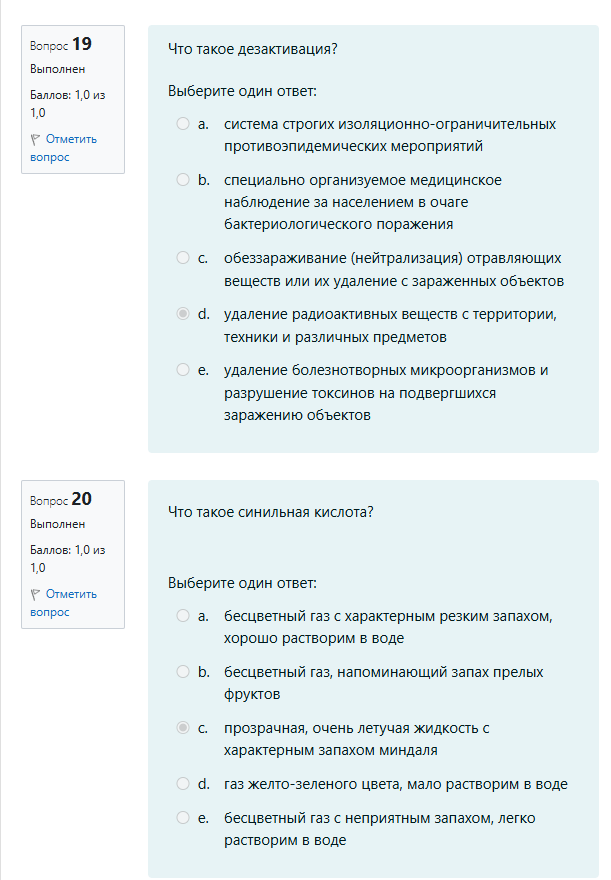 Вопрос 19
Выполнен
Баллов: 1,0 из
1,0
Отметить
вопрос
Что такое дезактивация?
Выберите один ответ:
a. система строгих изоляционно-ограничительных
противоэпидемических мероприятий
b. специально организуемое медицинское
наблюдение за населением в очаге
бактериологического поражения
c. обеззараживание (нейтрализация) отравляющих
веществ или их удаление с зараженных объектов
d. удаление радиоактивных веществ с территории,
техники и различных предметов
e. удаление болезнотворных микроорганизмов и
разрушение токсинов на подвергшихся
заражению объектов
Вопрос 20
Выполнен
Баллов: 1,0 из
1,0
Отметить
вопрос
Что такое синильная кислота?
Выберите один ответ:
a. бесцветный газ с характерным резким запахом,
хорошо растворим в воде
b. бесцветный газ, напоминающий запах прелых
фруктов
c. прозрачная, очень летучая жидкость с
характерным запахом миндаля
d. газ желто-зеленого цвета, мало растворим в воде
e. бесцветный газ с неприятным запахом, легко
растворим в воде